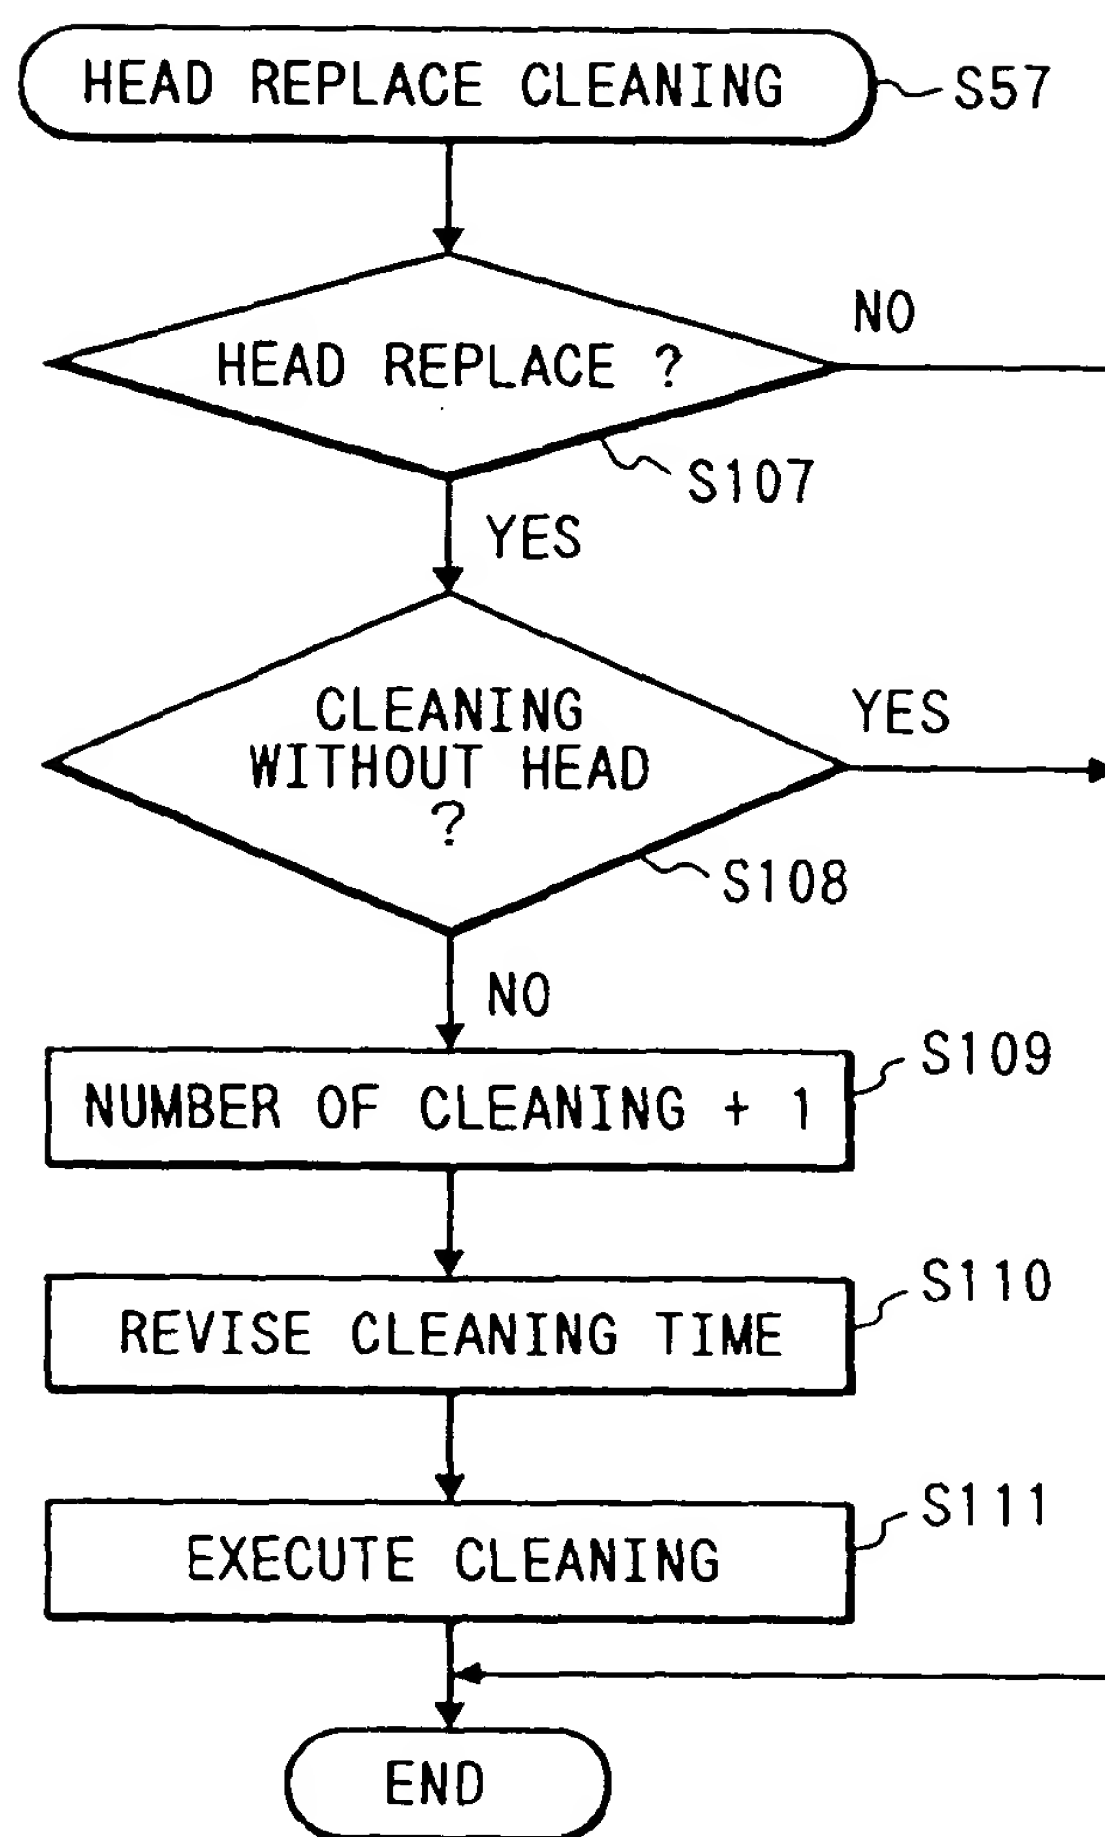 HEAD REPLACE CLEANING
S57
HEAD REPLACE ?
NO
S107
YES
CLEANING
WITHOUT HEAD
?
YES
S108
NO
NUMBER OF CLEANING + 1
S109
REVISE CLEANING TIME
S110
EXECUTE CLEANING
S111
END